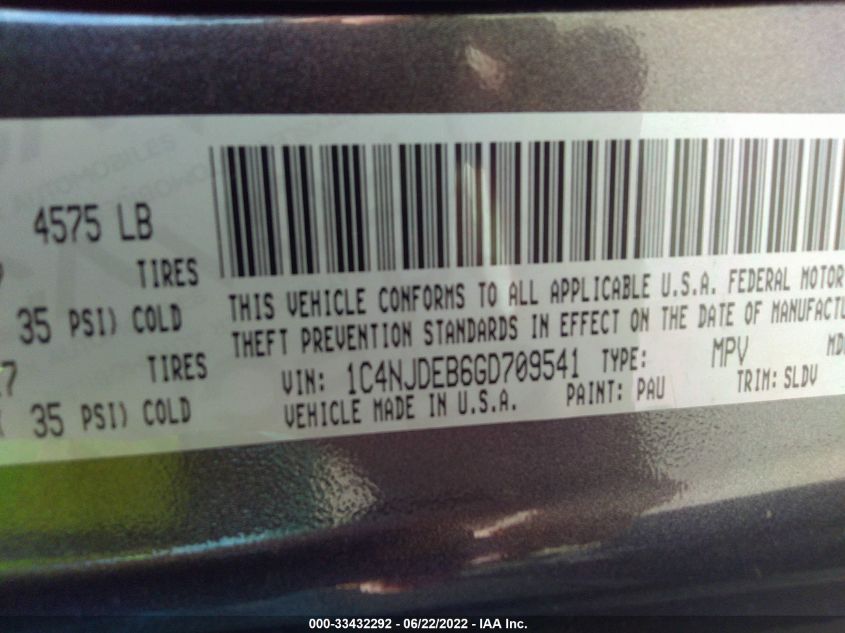 4575 LB
TIRES
35 PSI) COLD
TIRES
35 PSI) COLD
THIS VEHICLE CONFORMS TO ALL APPLICABLE U.S.A. FEDERAL MOTOR
THEFT PREVENTION STANDARDS IN EFFECT ON THE DATE OF MANUFACTU
VIN: 1C4NJDEB6GD709541 TYPE: MPV
VEHICLE MADE IN U.S.A. PAINT: PAU TRIM: SLDV
000-33432292 - 06/22/2022 - IAA Inc.